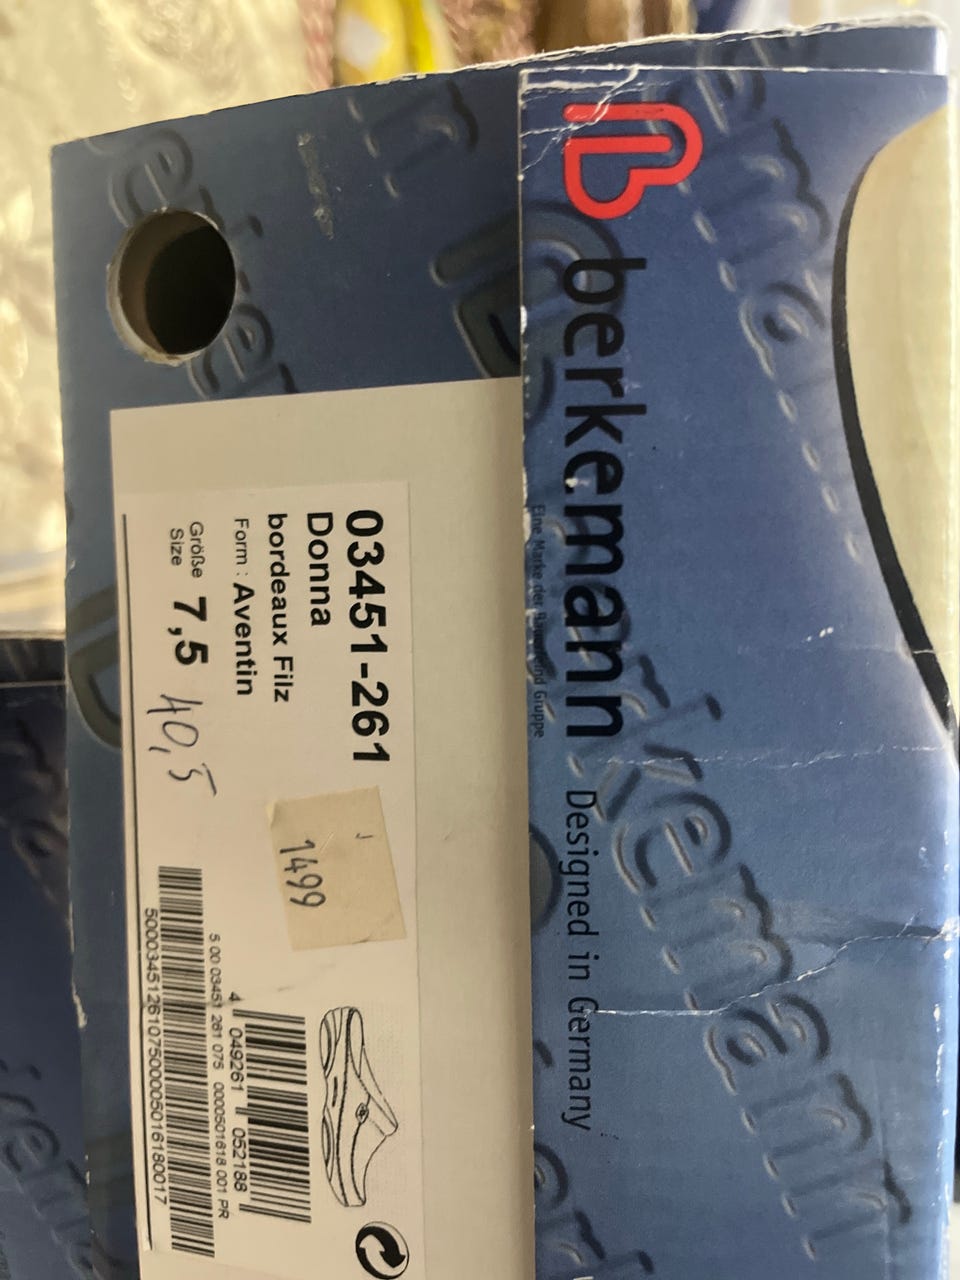 berkemann - Designed in Germany
03451-261
Donna
bordeaux Filz
Form : Aventin
Größe
Size
7,5 40,5
1499
4 049261 052188
5 00 03451 261 075 0000501618 001 PR
5000345126107500005016180017